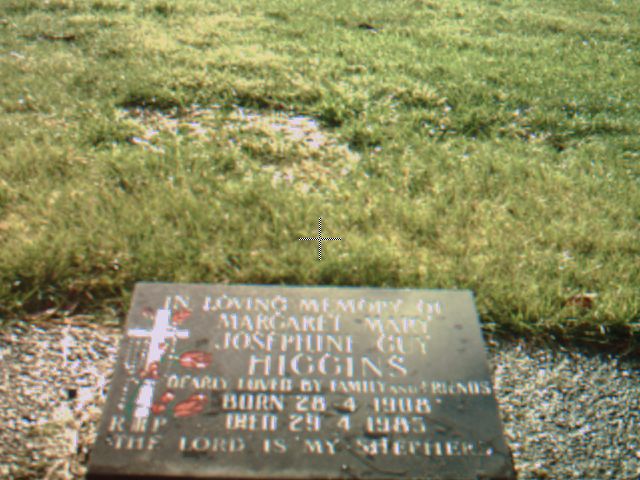 IN LOVING MEMORY OF
MARGARET MARY
JOSEPHINE GUY
HIGGINS
DEARLY LOVED BY FAMILY AND FRIENDS
BORN 28 4 1908
DIED 29 4 1985
R I P
THE LORD IS MY SHEPHERD